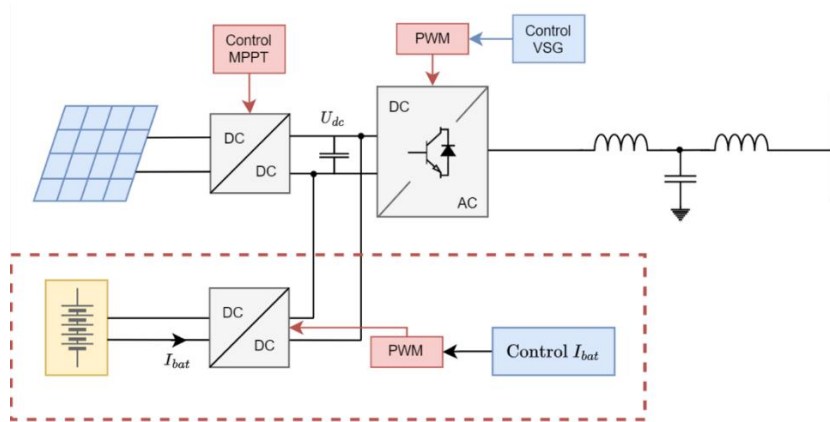 Control
MPPT
PWM
Control
VSG
DC
DC
U_dc
DC
AC
DC
DC
I_bat
PWM
Control I_bat